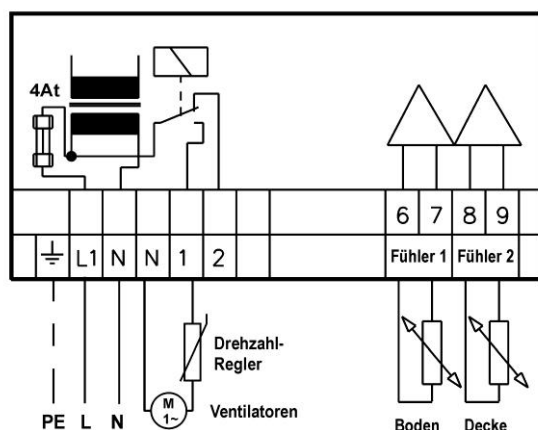 4At
6 7 8 9
L1 N N 1 2 Fühler 1 Fühler 2
Drehzahl-
Regler
M
1~
Ventilatoren
PE L N Boden Decke